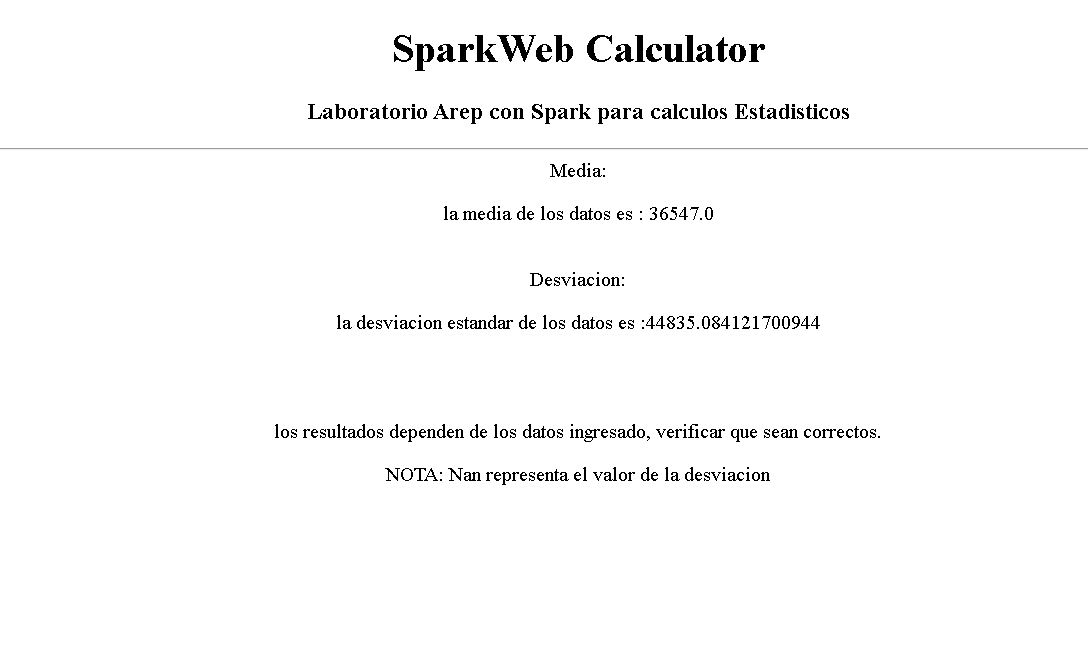 SparkWeb Calculator
Laboratorio Arep con Spark para calculos Estadisticos
Media:
la media de los datos es : 36547.0
Desviacion:
la desviacion estandar de los datos es :44835.084121700944
los resultados dependen de los datos ingresado, verificar que sean correctos.
NOTA: Nan representa el valor de la desviacion